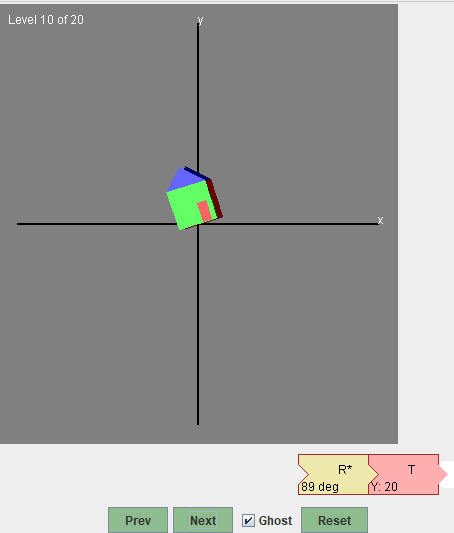 Level 10 of 20
y
x
R*
T
89 deg
Y: 20
Prev
Next
Ghost
Reset